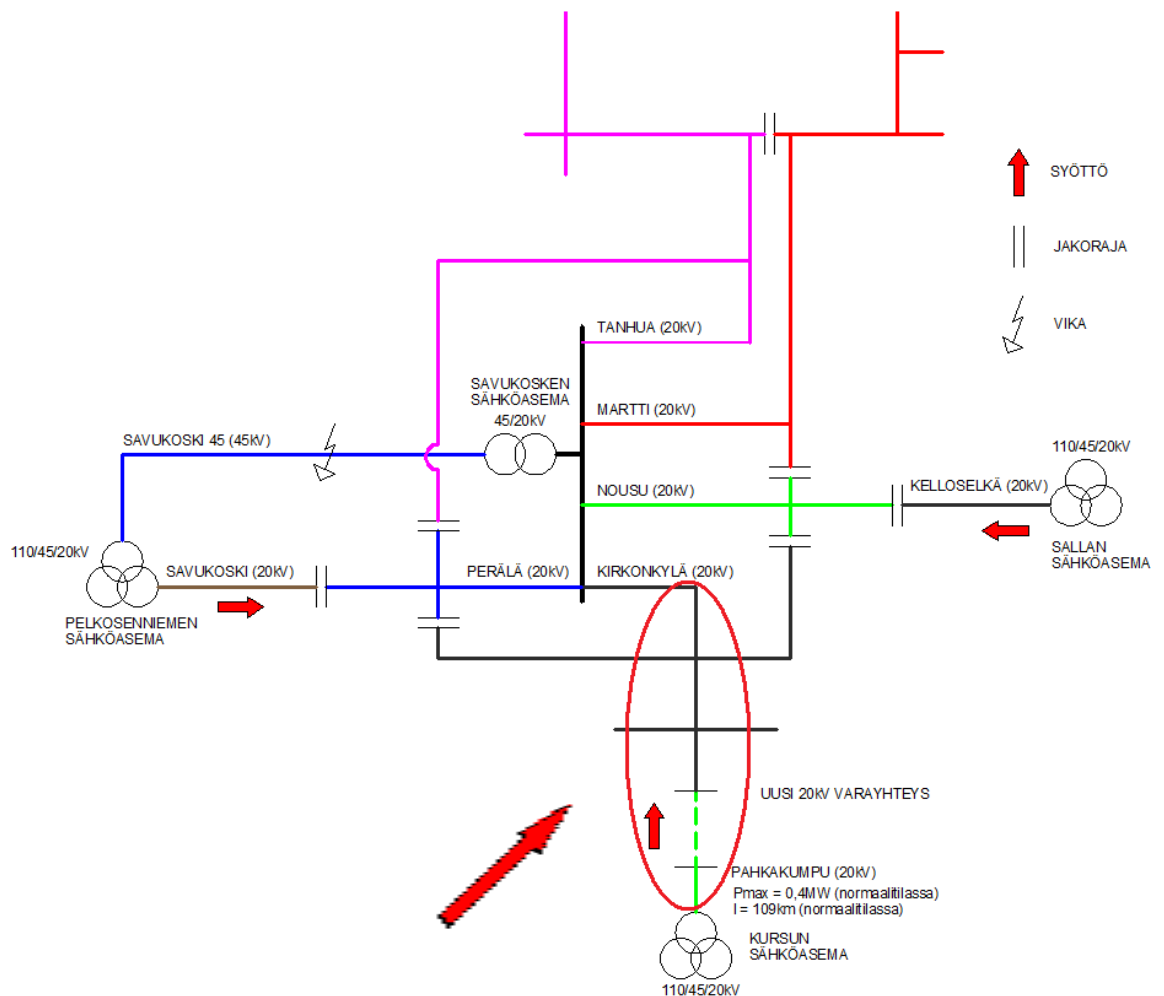 SYÖTTÖ
JAKORAJA
VIKA
TANHUA (20kV)
SAVUKOSKEN
SÄHKÖASEMA
45/20kV
MARTTI (20kV)
SAVUKOSKI 45 (45kV)
110/45/20kV
NOUSU (20kV)
KELLOSELKÄ (20kV)
SALLAN
SÄHKÖASEMA
110/45/20kV
SAVUKOSKI (20kV)
PERÄLÄ (20kV)
KIRKONKYLÄ (20kV)
PELKOSENNIEMEN
SÄHKÖASEMA
UUSI 20kV VARAYHTEYS
PAHKAKUMPU (20kV)
Pmax = 0,4MW (normaalitilassa)
l = 109km (normaalitilassa)
KURSUN
SÄHKÖASEMA
110/45/20kV